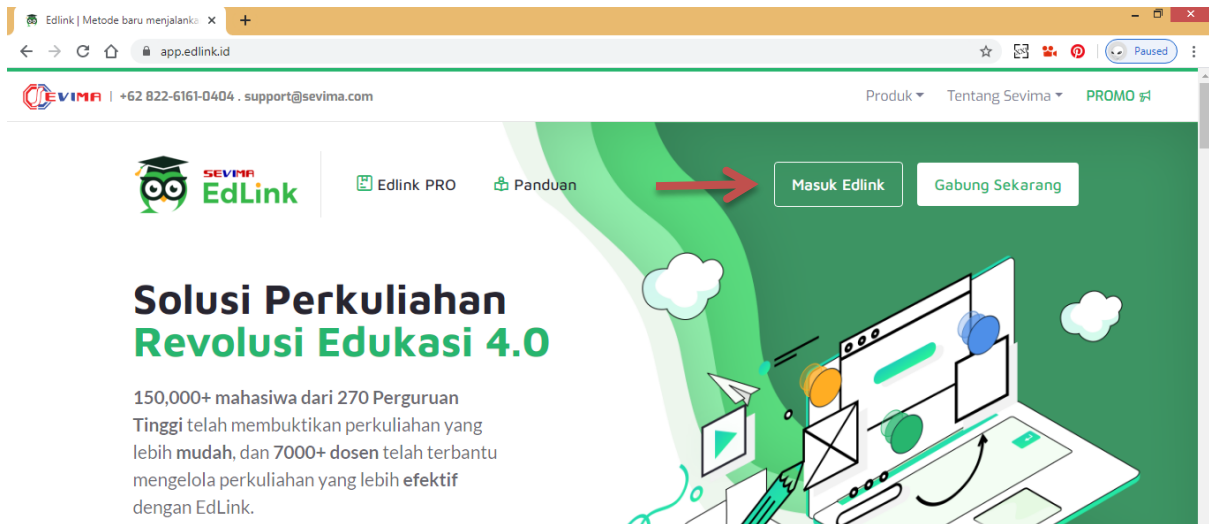 Edlink | Metode baru menjalanka
app.edlink.id
Paused
SEVIMA | +62 822-6161-0404 . support@sevima.com
Produk
Tentang Sevima
PROMO
SEVIMA
EdLink
Edlink PRO
Panduan
Masuk Edlink
Gabung Sekarang
Solusi Perkuliahan
Revolusi Edukasi 4.0
150,000+ mahasiwa dari 270 Perguruan
Tinggi telah membuktikan perkuliahan yang
lebih mudah, dan 7000+ dosen telah terbantu
mengelola perkuliahan yang lebih efektif
dengan EdLink.